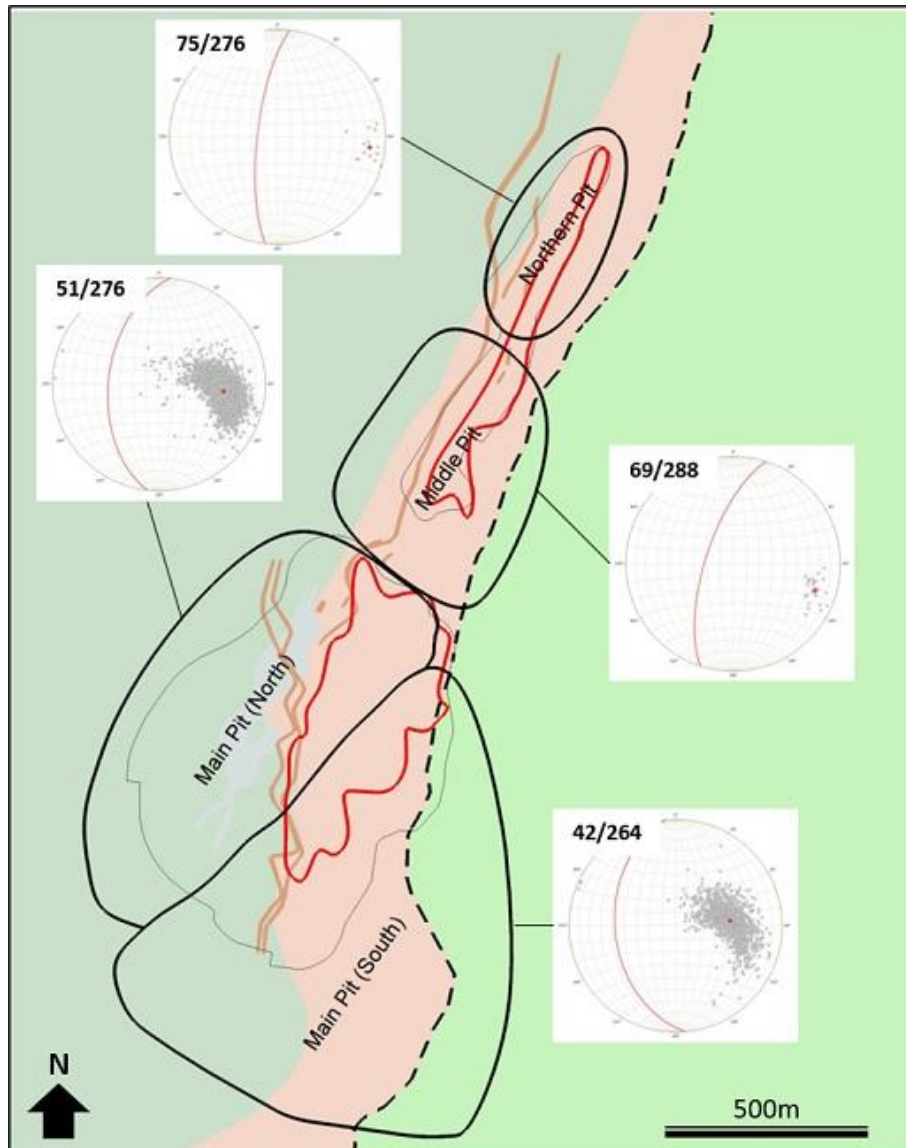 75/276
Northern Pit
51/276
Middle Pit
69/288
Main Pit (North)
42/264
Main Pit (South)
N
500m